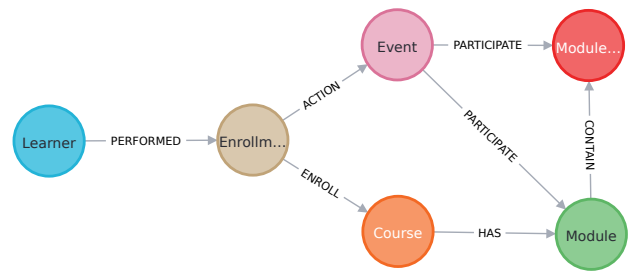 Event
PARTICIPATE
Module...
ACTION
Learner
PERFORMED
Enrollm...
PARTICIPATE
CONTAIN
ENROLL
Course
HAS
Module